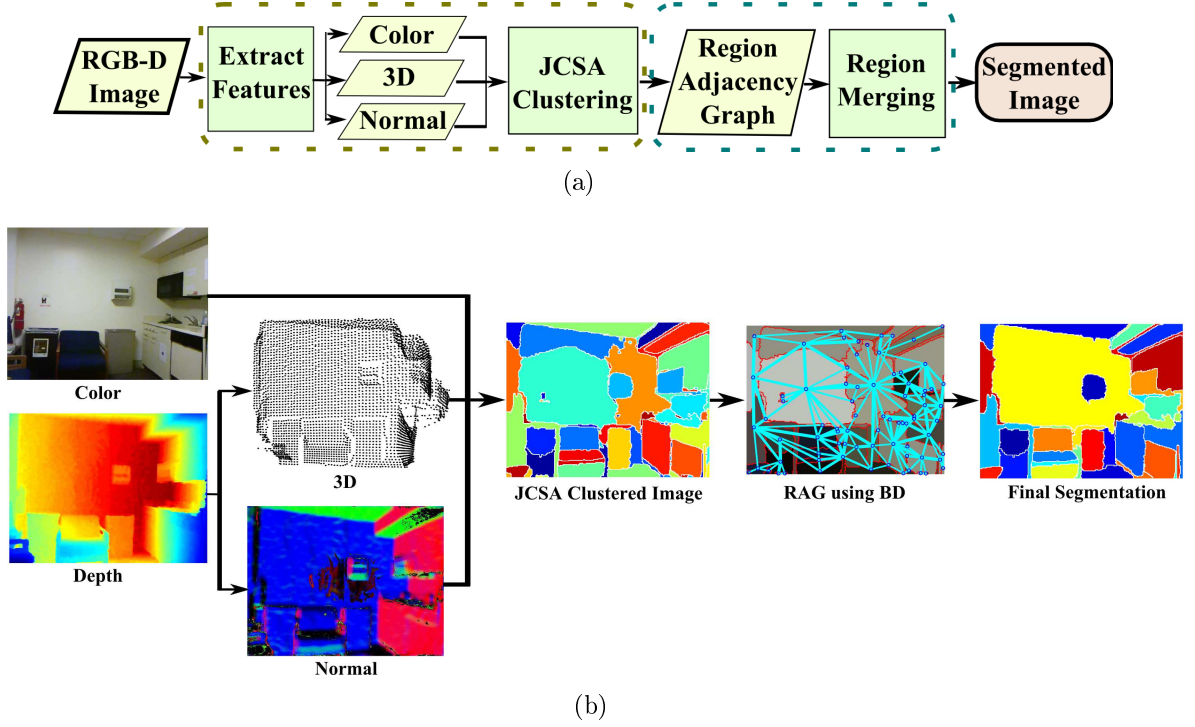 RGB-D
Image
Extract
Features
Color
3D
Normal
JCSA
Clustering
Region
Adjacency
Graph
Region
Merging
Segmented
Image
(a)
Color
Depth
3D
Normal
JCSA Clustered Image
RAG using BD
Final Segmentation
(b)